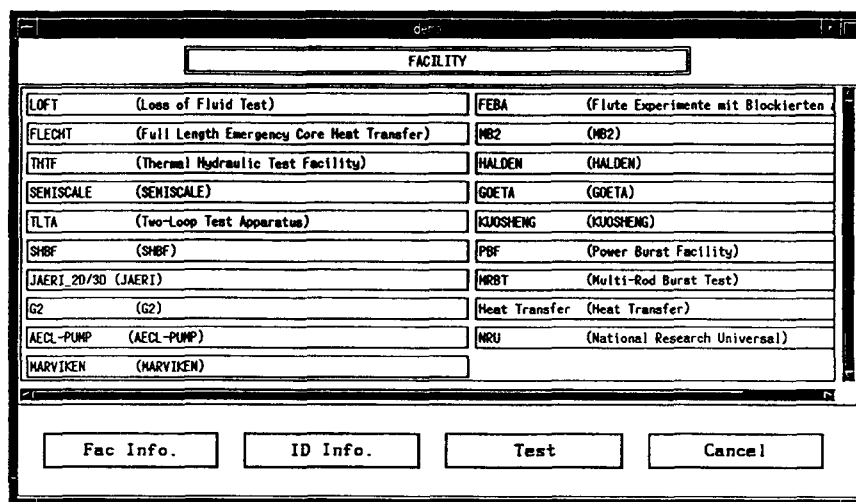 demo
FACILITY
LOFT (Loss of Fluid Test)
FLECHT (Full Length Emergency Core Heat Transfer)
THTF (Thermal Hydraulic Test Facility)
SEMISCALE (SEMISCALE)
TLTA (Two-Loop Test Apparatus)
SHBF (SHBF)
JAERI_2D/3D (JAERI)
G2 (G2)
AECL-PUMP (AECL-PUMP)
MARVIKEN (MARVIKEN)
FEBA (Flute Experimente mit Blockierten
MB2 (MB2)
HALDEN (HALDEN)
GOETA (GOETA)
KUOSHENG (KUOSHENG)
PBF (Power Burst Facility)
MRBT (Multi-Rod Burst Test)
Heat Transfer (Heat Transfer)
NRU (National Research Universal)
Fac Info. ID Info. Test Cancel